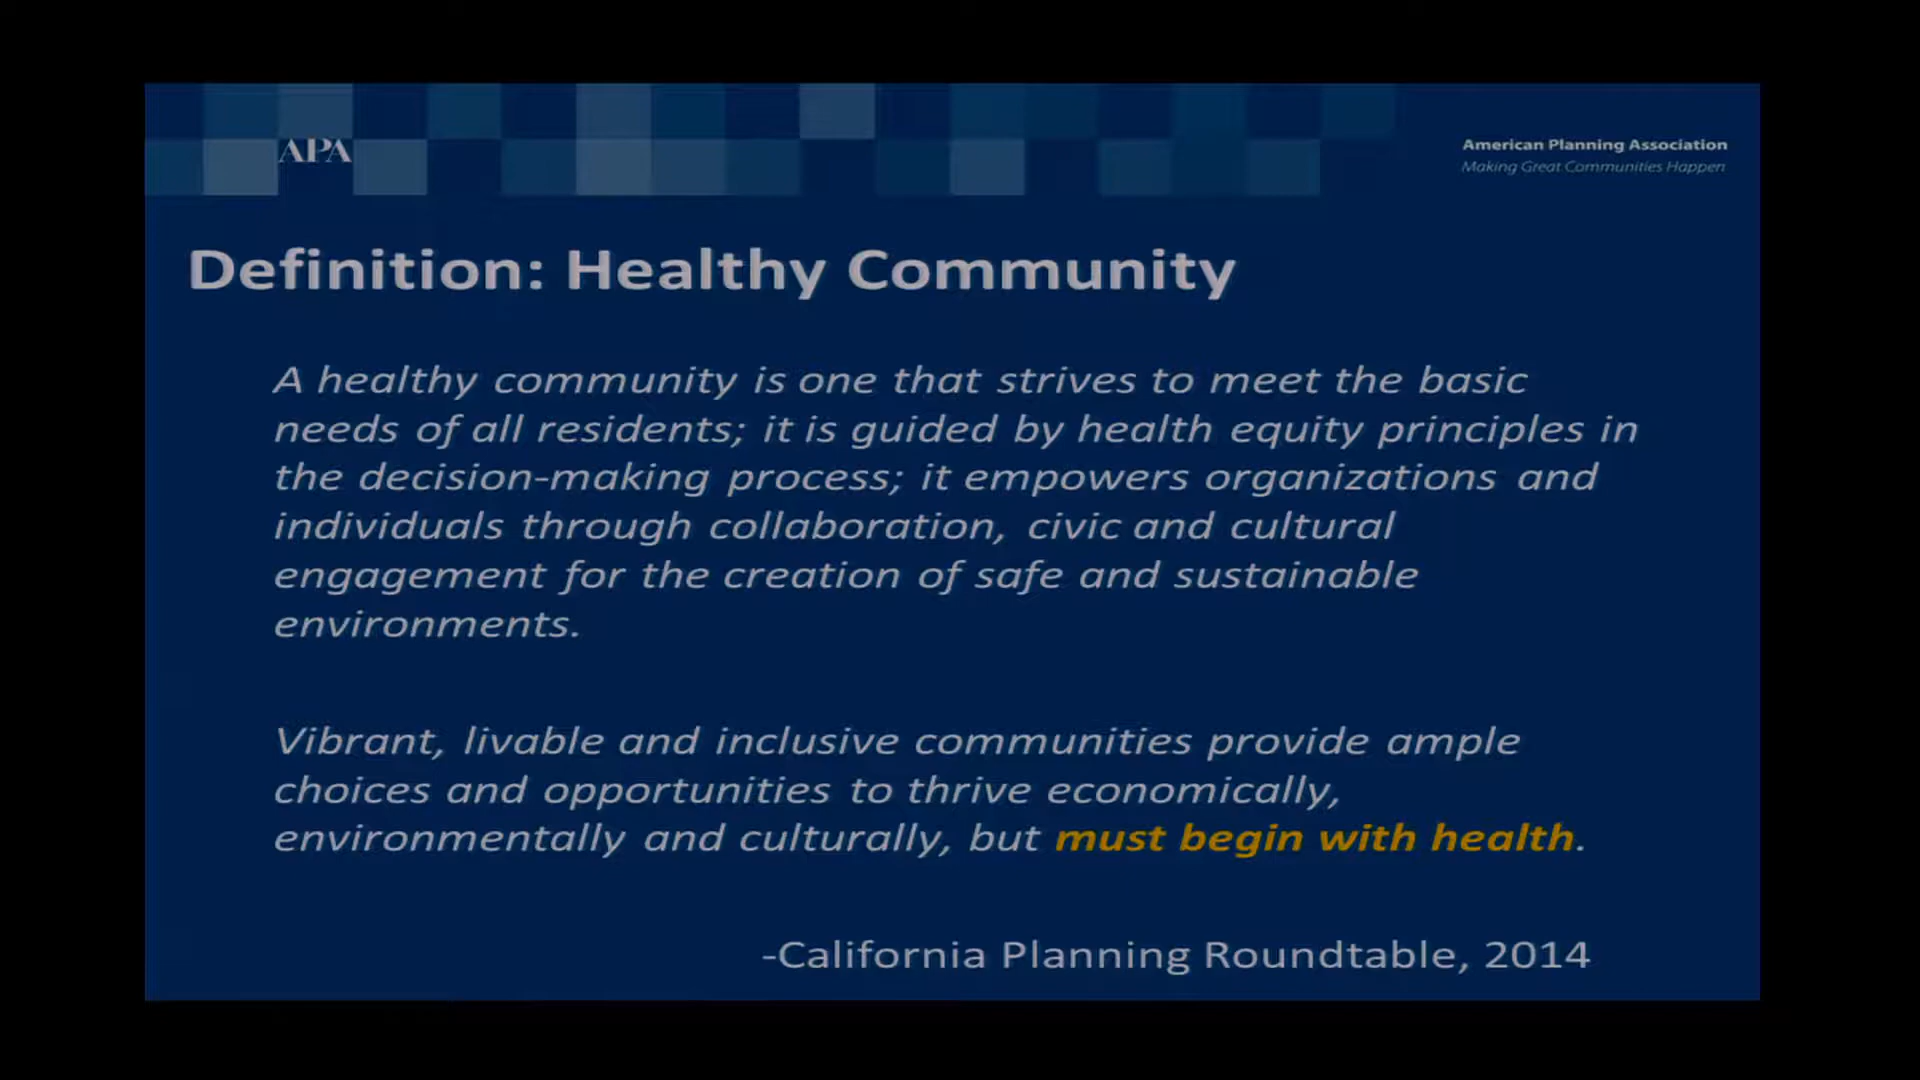 APA
American Planning Association
Making Great Communities Happen
Definition: Healthy Community
A healthy community is one that strives to meet the basic
needs of all residents; it is guided by health equity principles in
the decision-making process; it empowers organizations and
individuals through collaboration, civic and cultural
engagement for the creation of safe and sustainable
environments.
Vibrant, livable and inclusive communities provide ample
choices and opportunities to thrive economically,
environmentally and culturally, but must begin with health.
-California Planning Roundtable, 2014